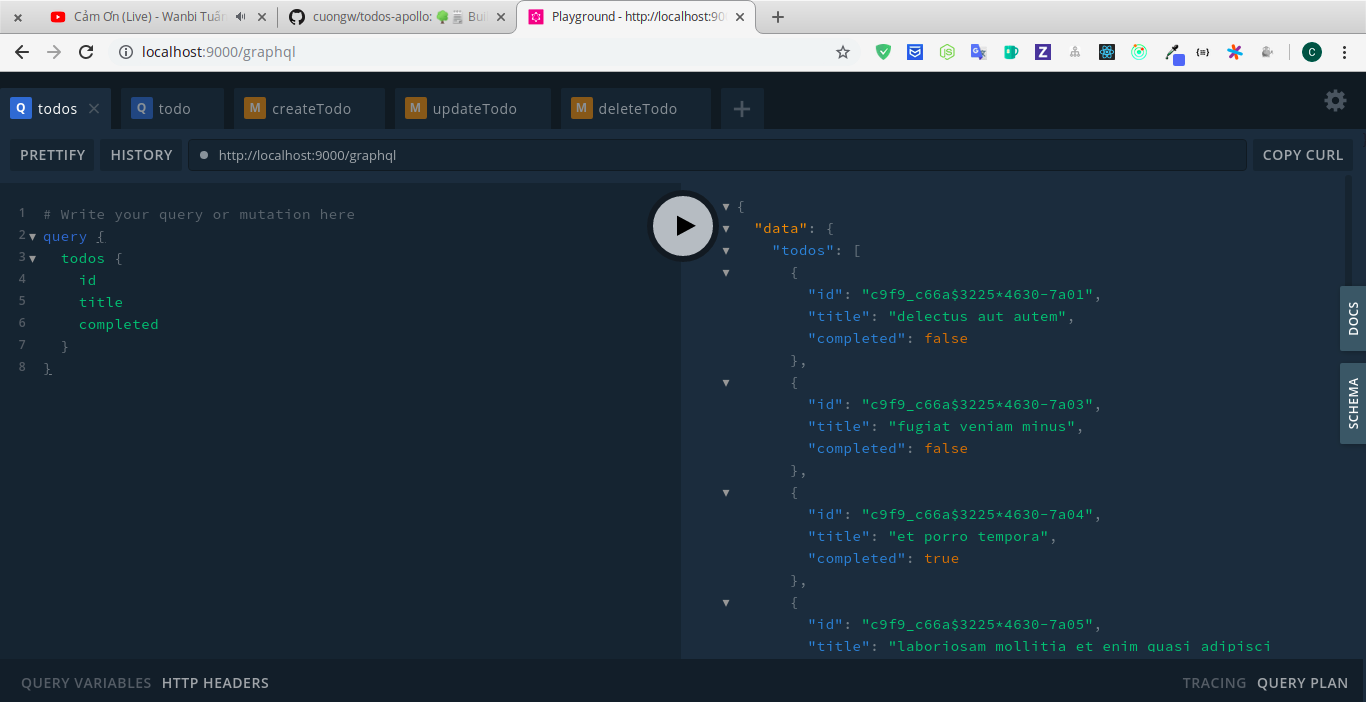 Cảm Ơn (Live) - Wanbi Tuấn
cuongw/todos-apollo: Bui
Playground - http://localhost:90
localhost:9000/graphql
C
Q todos
Q todo
M createTodo
M updateTodo
M deleteTodo
PRETTIFY
HISTORY
http://localhost:9000/graphql
COPY CURL
1 # Write your query or mutation here
2 query {
3 todos {
4 id
5 title
6 completed
7 }
8 }
{
"data": {
"todos": [
{
"id": "c9f9_c66a$3225*4630-7a01",
"title": "delectus aut autem",
"completed": false
},
{
"id": "c9f9_c66a$3225*4630-7a03",
"title": "fugiat veniam minus",
"completed": false
},
{
"id": "c9f9_c66a$3225*4630-7a04",
"title": "et porro tempora",
"completed": true
},
{
"id": "c9f9_c66a$3225*4630-7a05",
"title": "laboriosam mollitia et enim quasi adipisci
DOCS
SCHEMA
QUERY VARIABLES
HTTP HEADERS
TRACING
QUERY PLAN